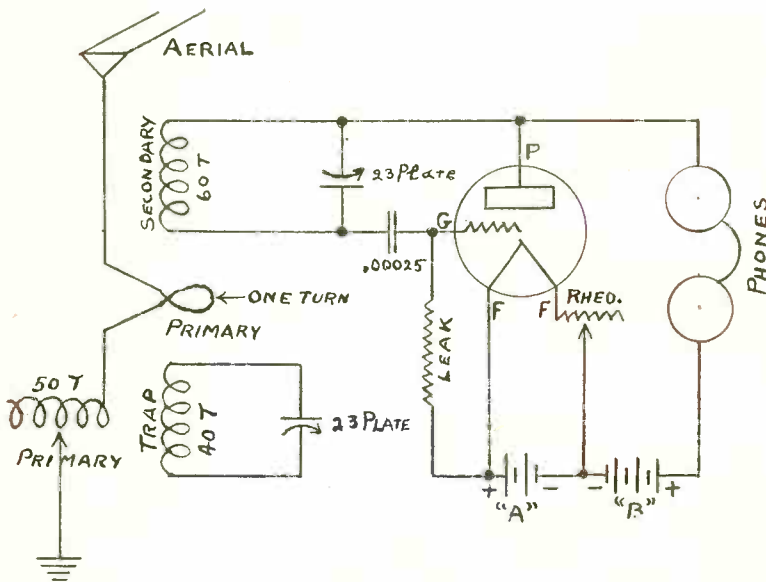 AERIAL
SECONDARY
60 T
23 Plate
P
G
.00025
PHONES
ONE TURN
PRIMARY
F
F
RHEO.
LEAK
50 T
PRIMARY
TRAP
40 T
23 PLATE
+
-
"A"
-
+
"B"